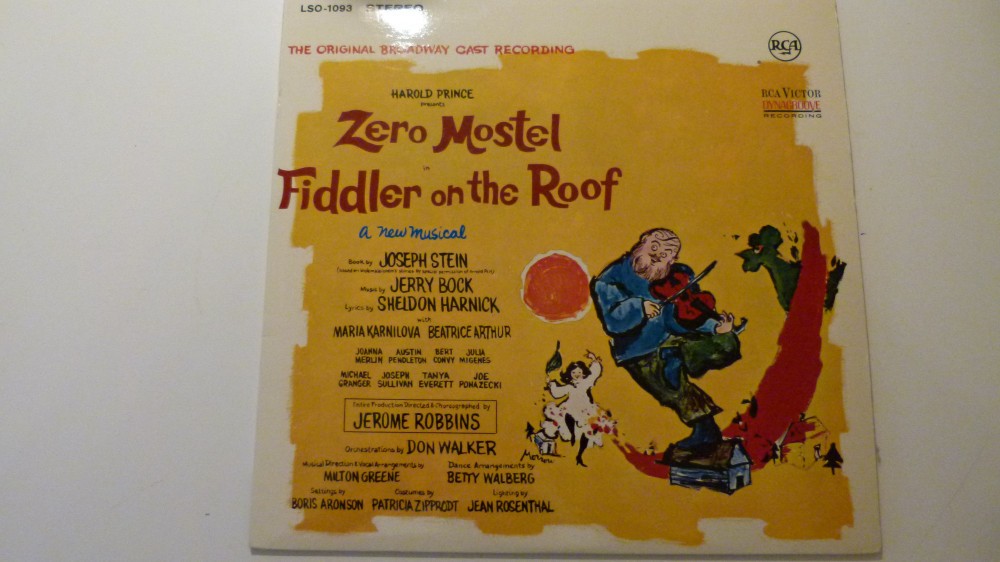 LSO-1093 STEREO
THE ORIGINAL BROADWAY CAST RECORDING
RCA
RCA VICTOR
DYNAGROOVE
RECORDING
HAROLD PRINCE
presents
Zero Mostel
in
Fiddler on the Roof
a new musical
Book by JOSEPH STEIN
Music by JERRY BOCK
Lyrics by SHELDON HARNICK
with
MARIA KARNILOVA BEATRICE ARTHUR
JOANNA MERLIN AUSTIN PENDLETON BERT CONVY JULIA MIGENES
MICHAEL GRANGER JOSEPH SULLIVAN TANYA EVERETT JOE PONAZECKI
Entire Production Directed & Choreographed by
JEROME ROBBINS
Orchestrations by DON WALKER
Musical Direction & Vocal Arrangements by
MILTON GREENE
Dance Arrangements by
BETTY WALBERG
Settings by
BORIS ARONSON
Costumes by
PATRICIA ZIPPRODT
Lighting by
JEAN ROSENTHAL